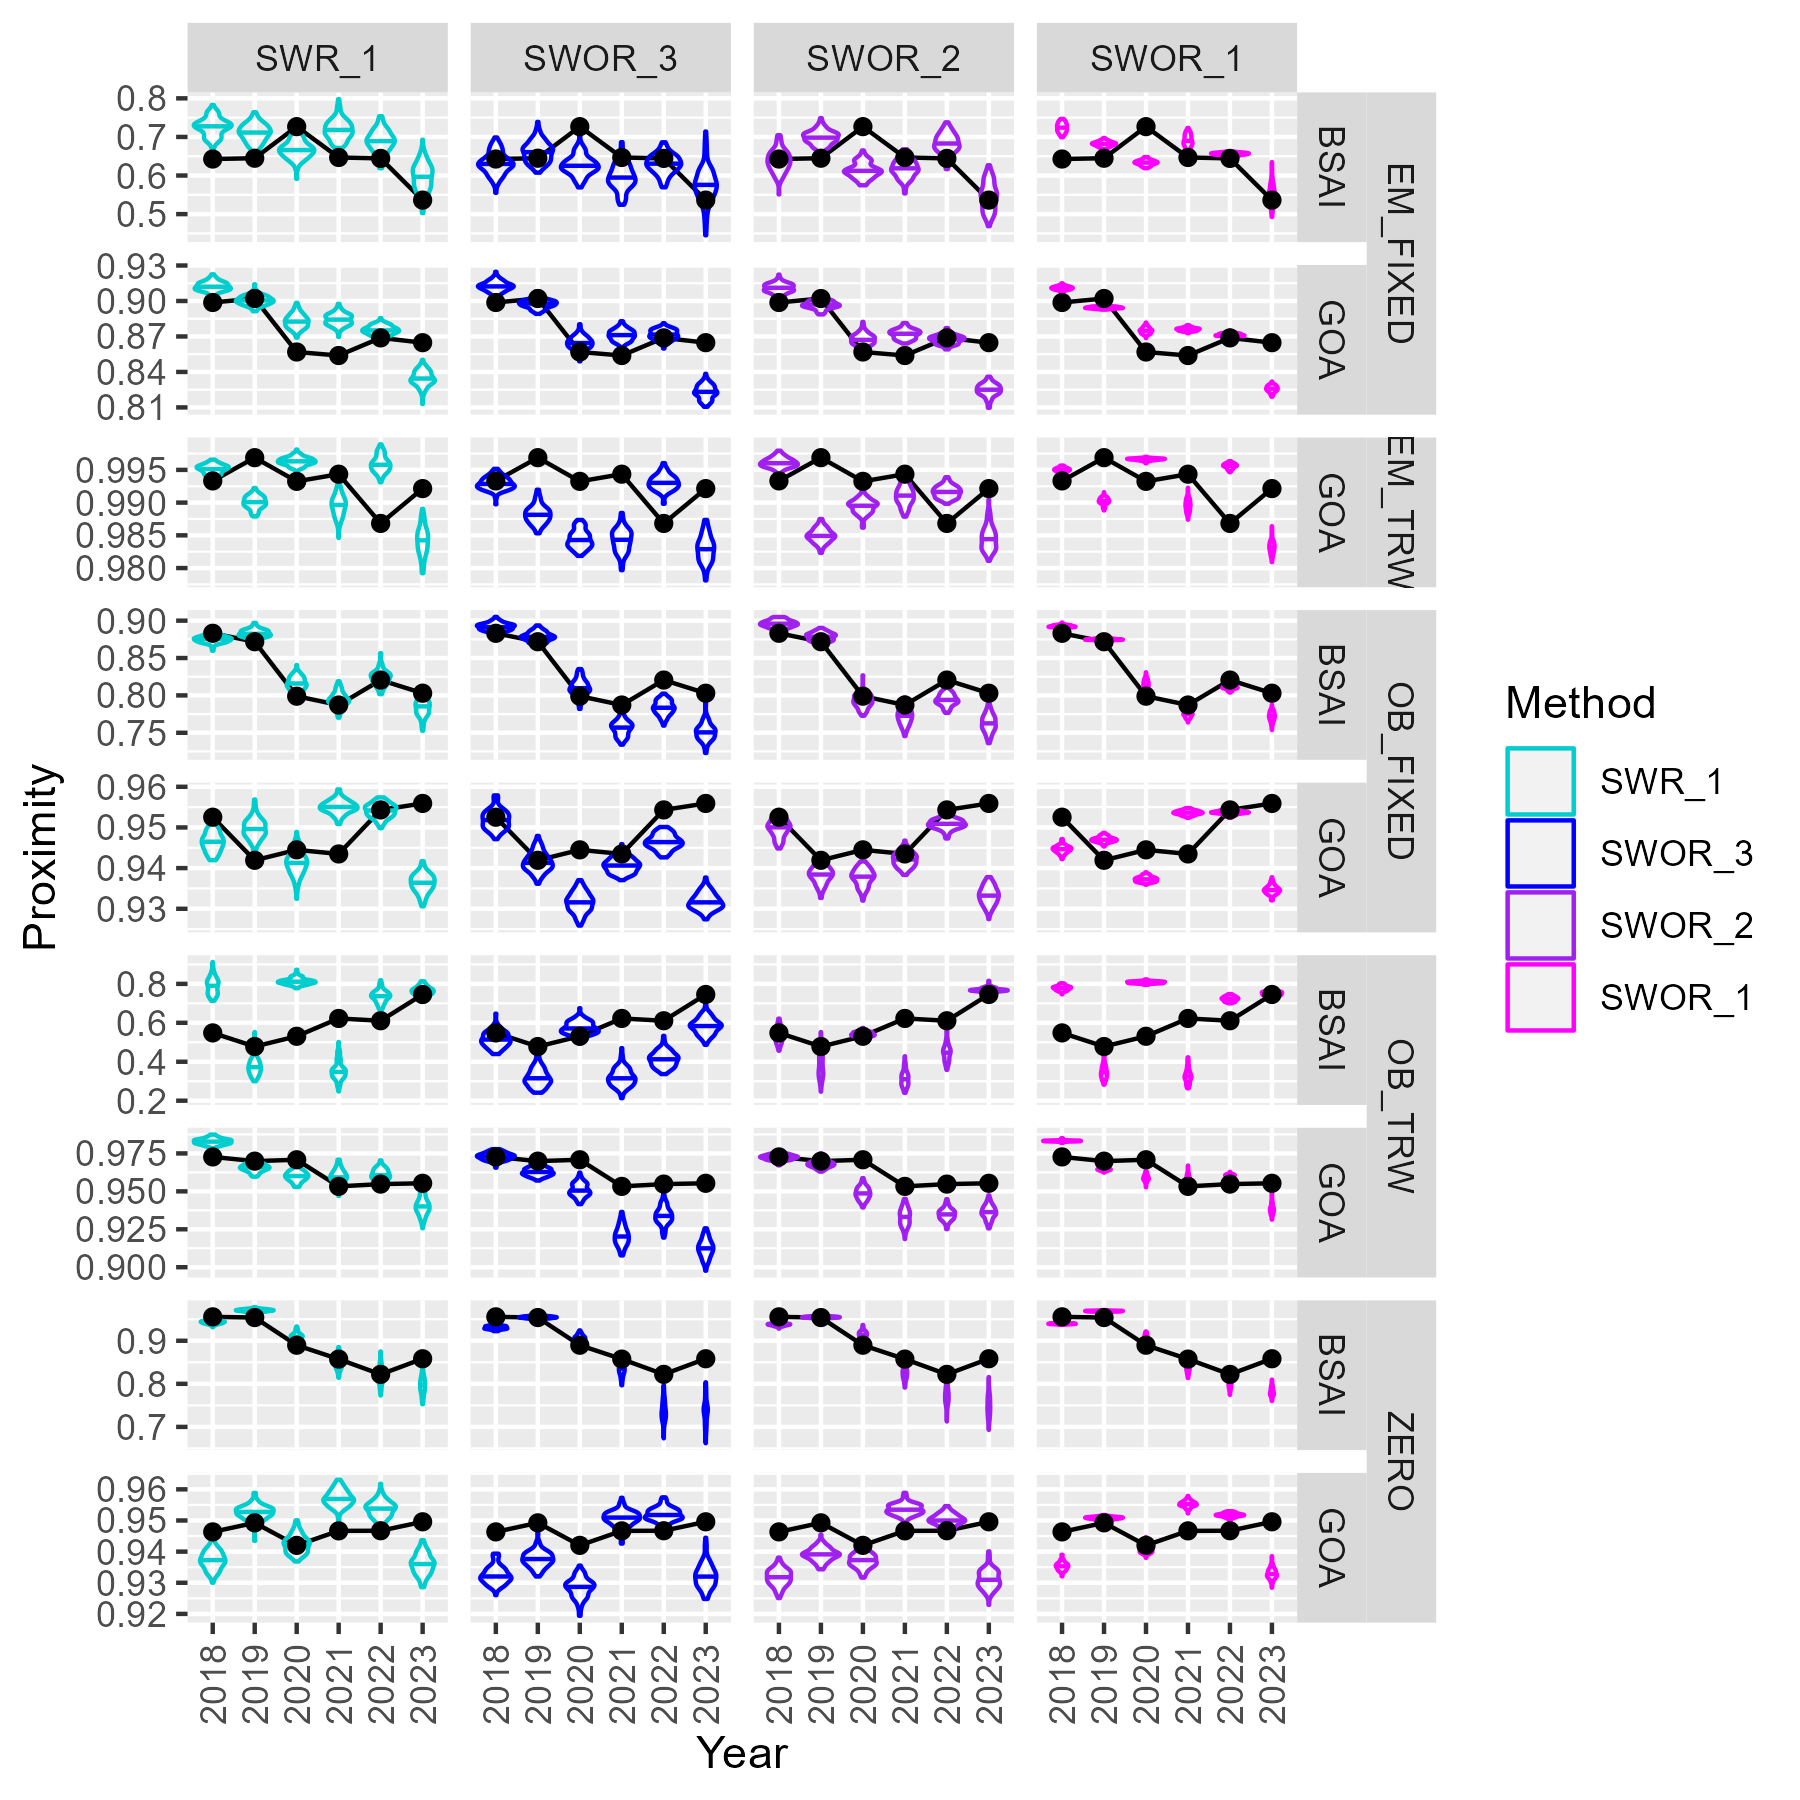 SWR_1 SWOR_3 SWOR_2 SWOR_1
0.8
0.7
0.6
0.5
BSAI
EM_FIXED
0.93
0.90
0.87
0.84
0.81
GOA
0.995
0.990
0.985
0.980
GOA
EM_TRW
0.90
0.85
0.80
0.75
BSAI
OB_FIXED
0.96
0.95
0.94
0.93
GOA
0.8
0.6
0.4
0.2
BSAI
OB_TRW
0.975
0.950
0.925
0.900
GOA
0.9
0.8
0.7
BSAI
ZERO
0.96
0.95
0.94
0.93
0.92
GOA
2018 2019 2020 2021 2022 2023 2018 2019 2020 2021 2022 2023 2018 2019 2020 2021 2022 2023 2018 2019 2020 2021 2022 2023
Year
Proximity
Method
SWR_1
SWOR_3
SWOR_2
SWOR_1